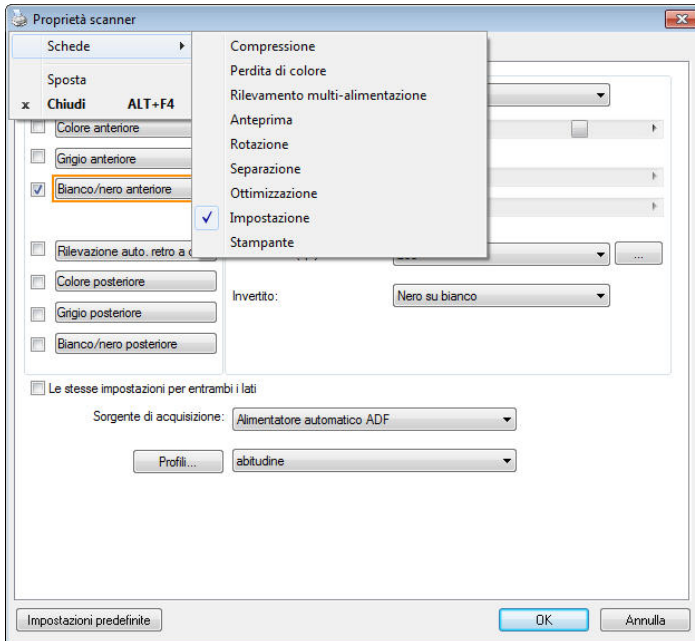 Proprietà scanner
Schede
Sposta
x Chiudi ALT+F4
Compressione
Perdita di colore
Rilevamento multi-alimentazione
Anteprima
Rotazione
Separazione
Ottimizzazione
Impostazione
Stampante
Colore anteriore
Grigio anteriore
Bianco/nero anteriore
Rilevazione auto. retro a
Colore posteriore
Grigio posteriore
Bianco/nero posteriore
...
Invertito: Nero su bianco
Le stesse impostazioni per entrambi i lati
Sorgente di acquisizione: Alimentatore automatico ADF
Profili... abitudine
Impostazioni predefinite OK Annulla